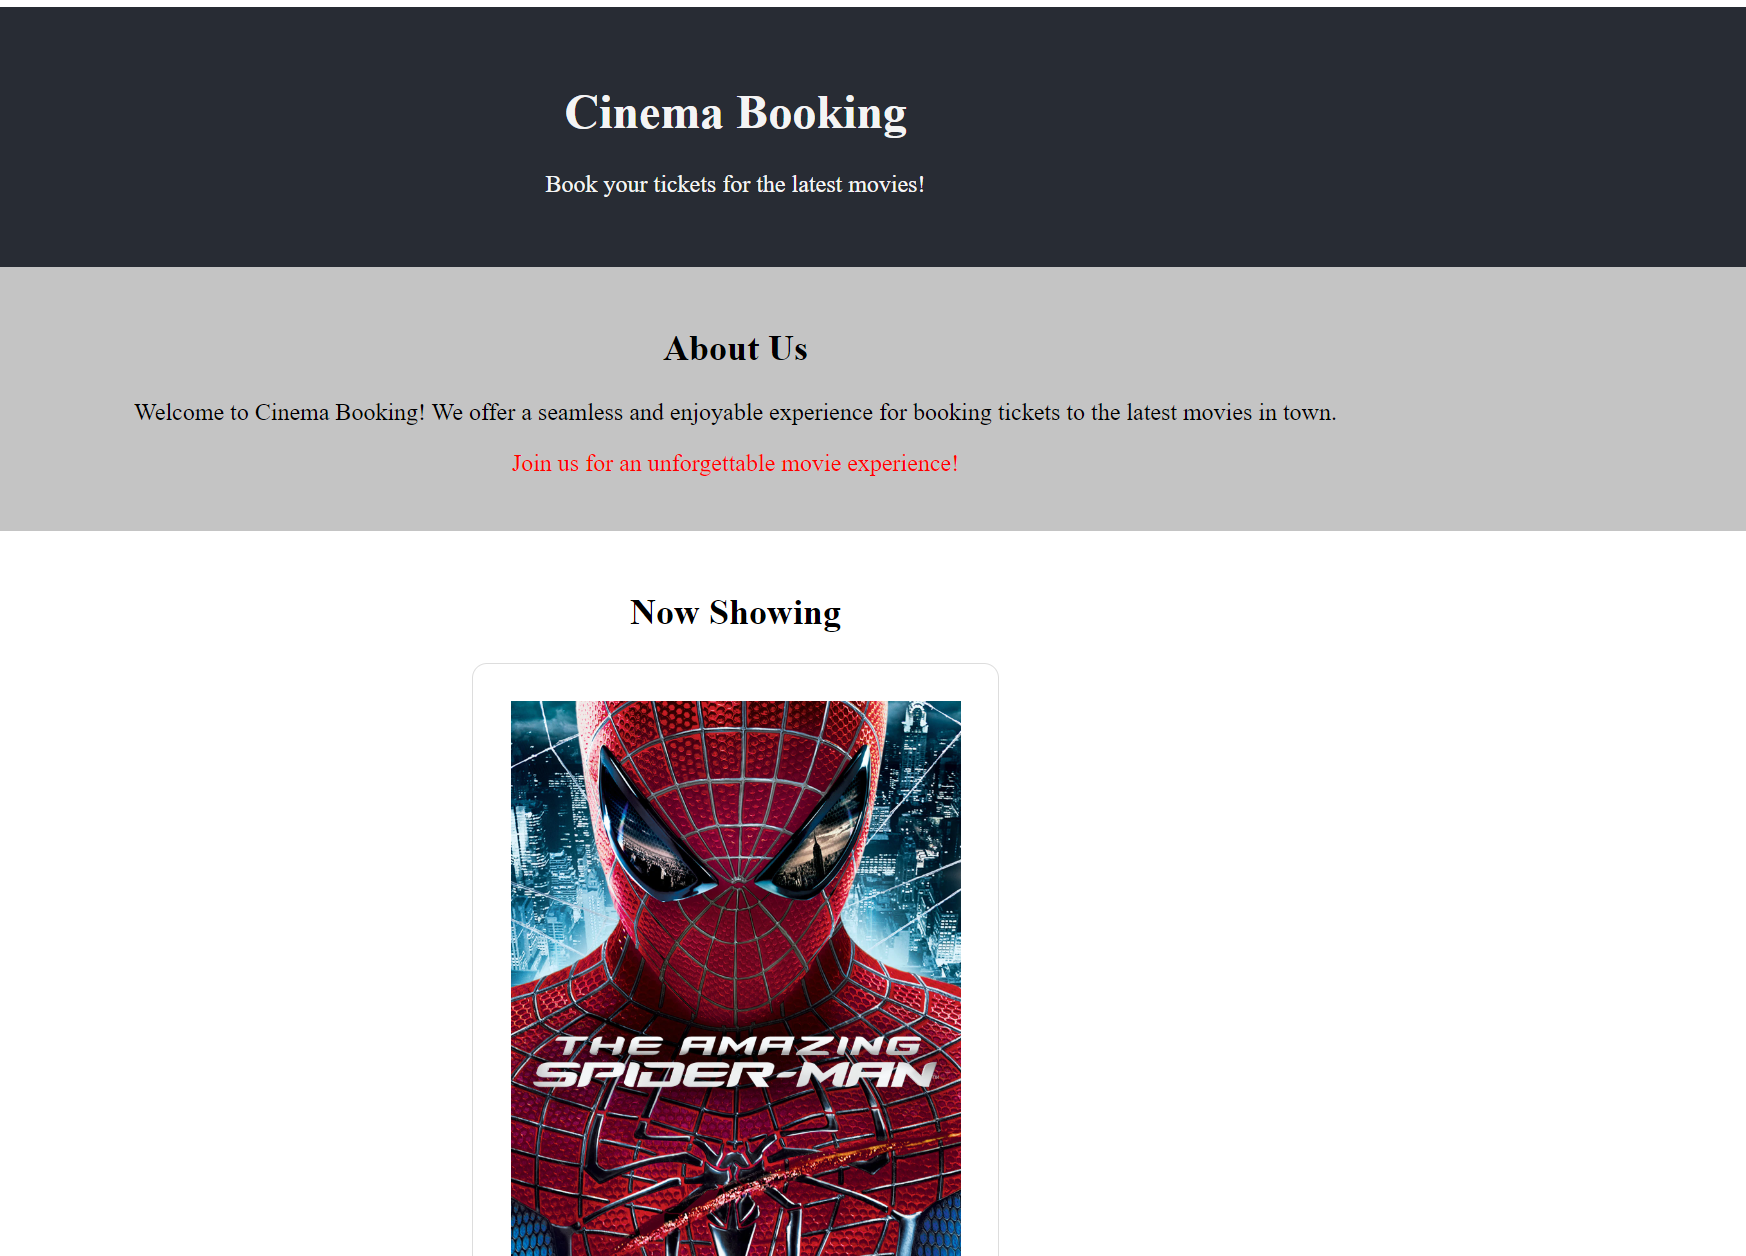 Cinema Booking
Book your tickets for the latest movies!
About Us
Welcome to Cinema Booking! We offer a seamless and enjoyable experience for booking tickets to the latest movies in town.
Join us for an unforgettable movie experience!
Now Showing
THE AMAZING
SPIDER-MAN